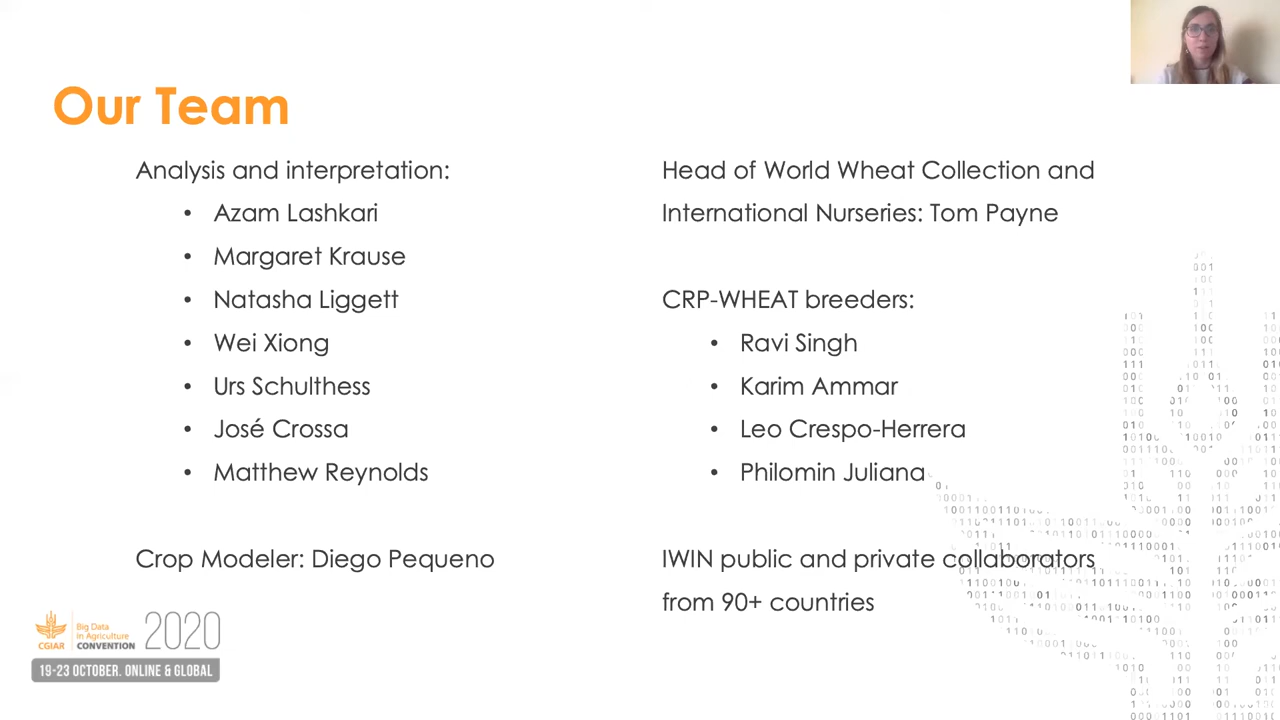 Our Team
Analysis and interpretation:
• Azam Lashkari
• Margaret Krause
• Natasha Liggett
• Wei Xiong
• Urs Schulthess
• José Crossa
• Matthew Reynolds
Crop Modeler: Diego Pequeno
Head of World Wheat Collection and
International Nurseries: Tom Payne
CRP-WHEAT breeders:
• Ravi Singh
• Karim Ammar
• Leo Crespo-Herrera
• Philomin Juliana
IWIN public and private collaborators
from 90+ countries
CGIAR
Big Data
in Agriculture
CONVENTION
2020
19-23 OCTOBER. ONLINE & GLOBAL